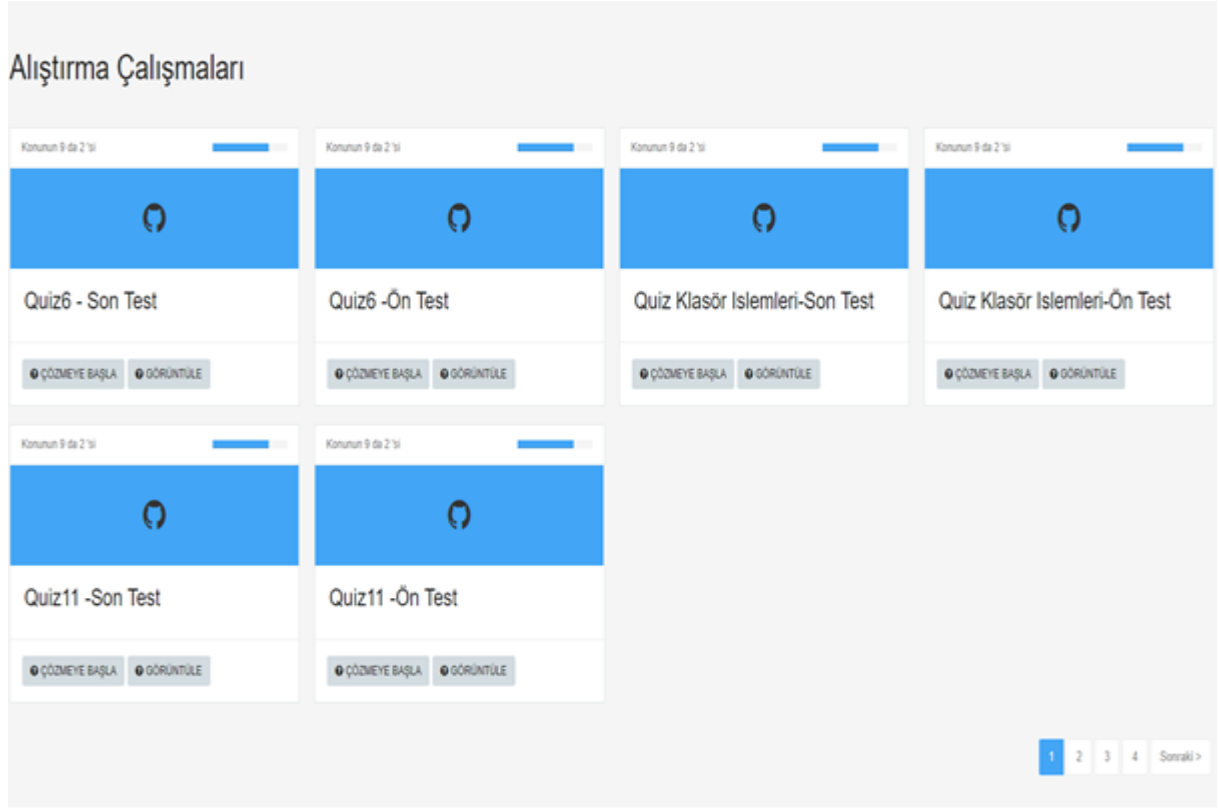 Alıştırma Çalışmaları
Konunun 9 da 2 'si
Konunun 9 da 2 'si
Konunun 9 da 2 'si
Konunun 9 da 2 'si
Quiz6 - Son Test
Quiz6 -Ön Test
Quiz Klasör Islemleri-Son Test
Quiz Klasör Islemleri-Ön Test
ÇÖZMEYE BAŞLA GÖRÜNTÜLE
ÇÖZMEYE BAŞLA GÖRÜNTÜLE
ÇÖZMEYE BAŞLA GÖRÜNTÜLE
ÇÖZMEYE BAŞLA GÖRÜNTÜLE
Konunun 9 da 2 'si
Konunun 9 da 2 'si
Quiz11 -Son Test
Quiz11 -Ön Test
ÇÖZMEYE BAŞLA GÖRÜNTÜLE
ÇÖZMEYE BAŞLA GÖRÜNTÜLE
1 2 3 4 Sonraki >